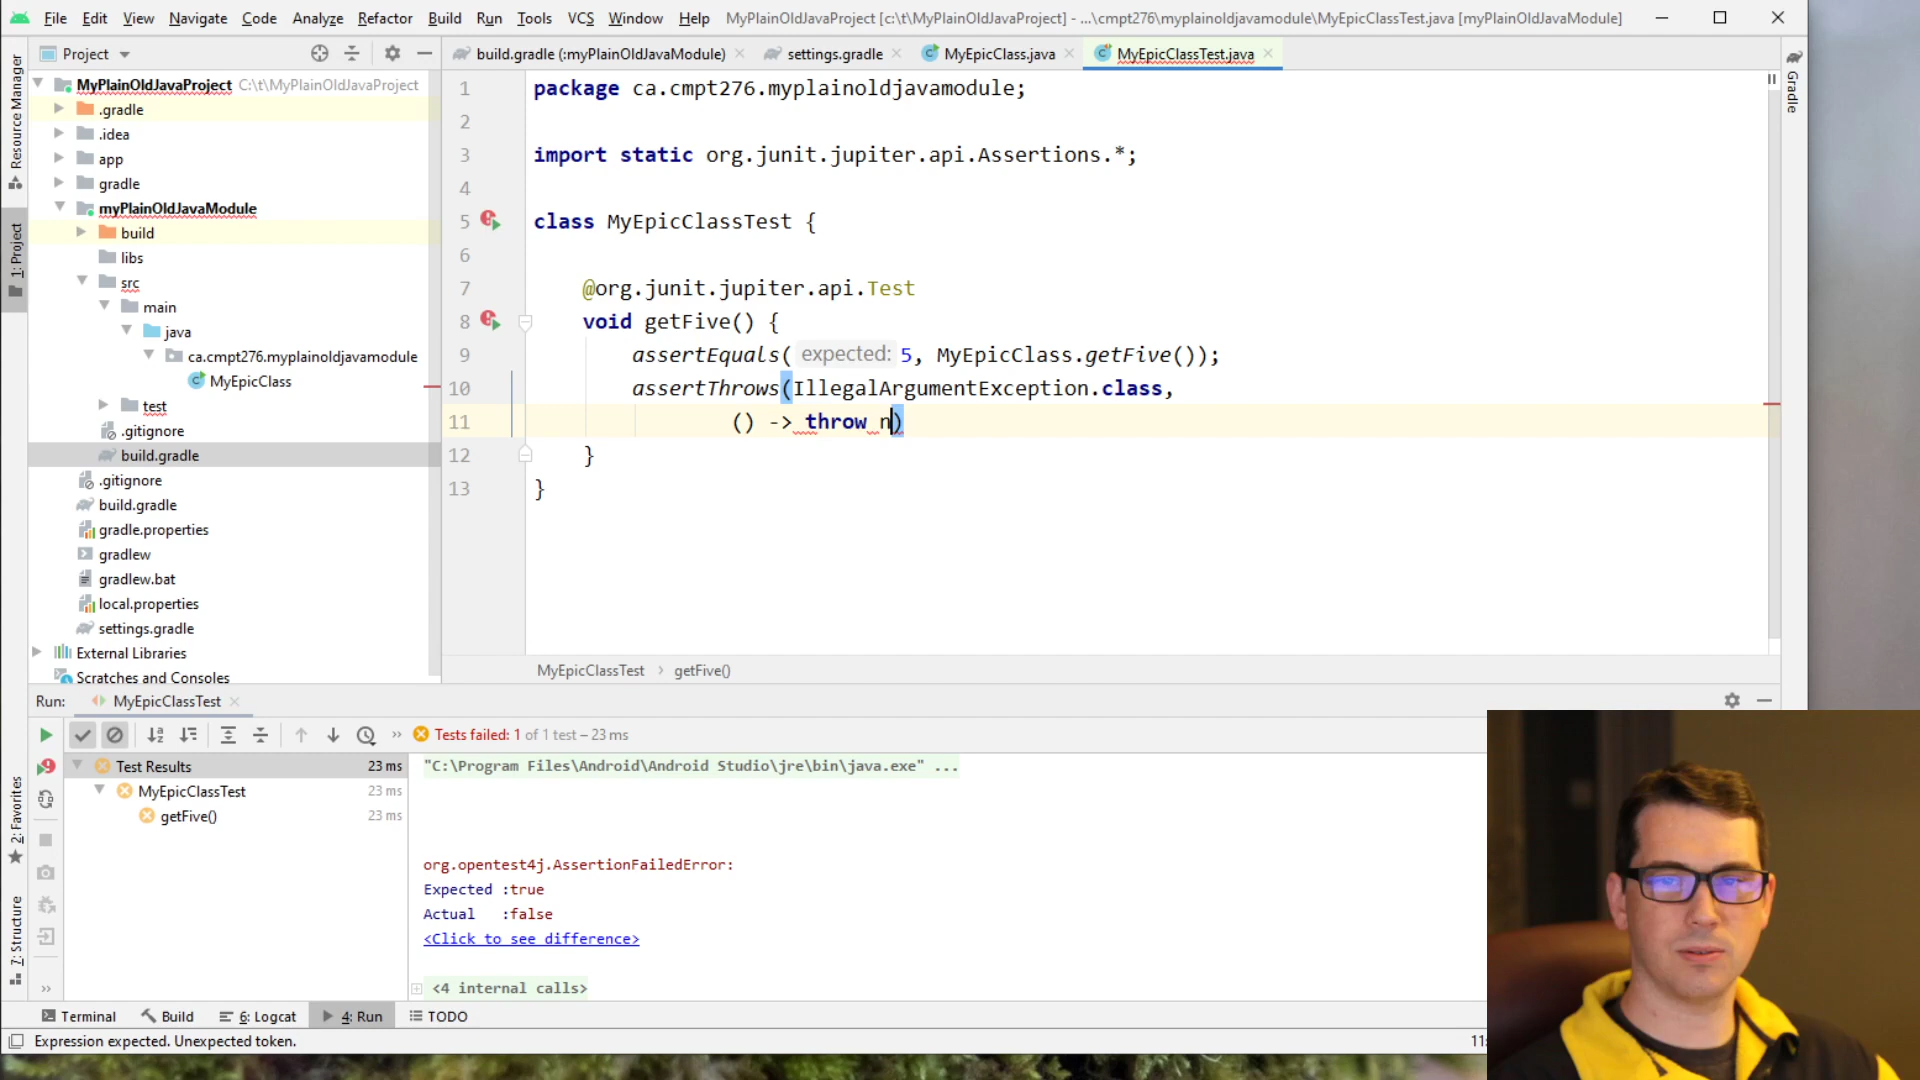 File Edit View Navigate Code Analyze Refactor Build Run Tools VCS Window Help MyPlainOldJavaProject [c:\t\MyPlainOldJavaProject] - ...\cmpt276\myplainoldjavamodule\MyEpicClassTest.java [myPlainOldJavaModule]
Project
build.gradle (:myPlainOldJavaModule)
settings.gradle
MyEpicClass.java
MyEpicClassTest.java
Resource Manager
1: Project
2: Favorites
7: Structure
Gradle
MyPlainOldJavaProject C:\t\MyPlainOldJavaProject
.gradle
.idea
app
gradle
myPlainOldJavaModule
build
libs
src
main
java
ca.cmpt276.myplainoldjavamodule
MyEpicClass
test
.gitignore
build.gradle
.gitignore
build.gradle
gradle.properties
gradlew
gradlew.bat
local.properties
settings.gradle
External Libraries
Scratches and Consoles
1 package ca.cmpt276.myplainoldjavamodule;
2
3 import static org.junit.jupiter.api.Assertions.*;
4
5 class MyEpicClassTest {
6
7 @org.junit.jupiter.api.Test
8 void getFive() {
9 assertEquals( expected: 5, MyEpicClass.getFive());
10 assertThrows(IllegalArgumentException.class,
11 () -> throw n)
12 }
13 }
MyEpicClassTest › getFive()
Run: MyEpicClassTest
» Tests failed: 1 of 1 test – 23 ms
Test Results 23 ms
MyEpicClassTest 23 ms
getFive() 23 ms
"C:\Program Files\Android\Android Studio\jre\bin\java.exe" ...
org.opentest4j.AssertionFailedError:
Expected :true
Actual :false
<Click to see difference>
<4 internal calls>
»
Terminal Build 6: Logcat 4: Run TODO
Expression expected. Unexpected token.
11: